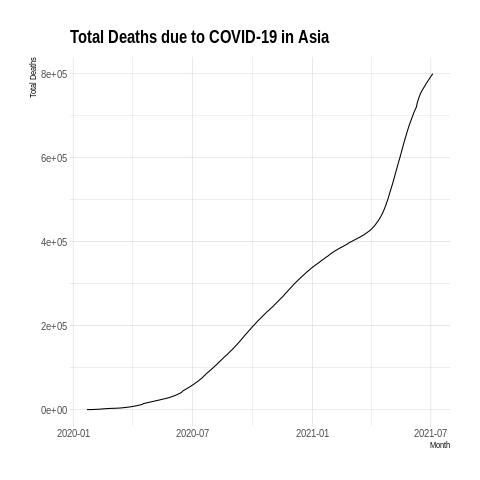 Total Deaths due to COVID-19 in Asia
Total Deaths
8e+05
6e+05
4e+05
2e+05
0e+00
2020-01 2020-07 2021-01 2021-07
Month